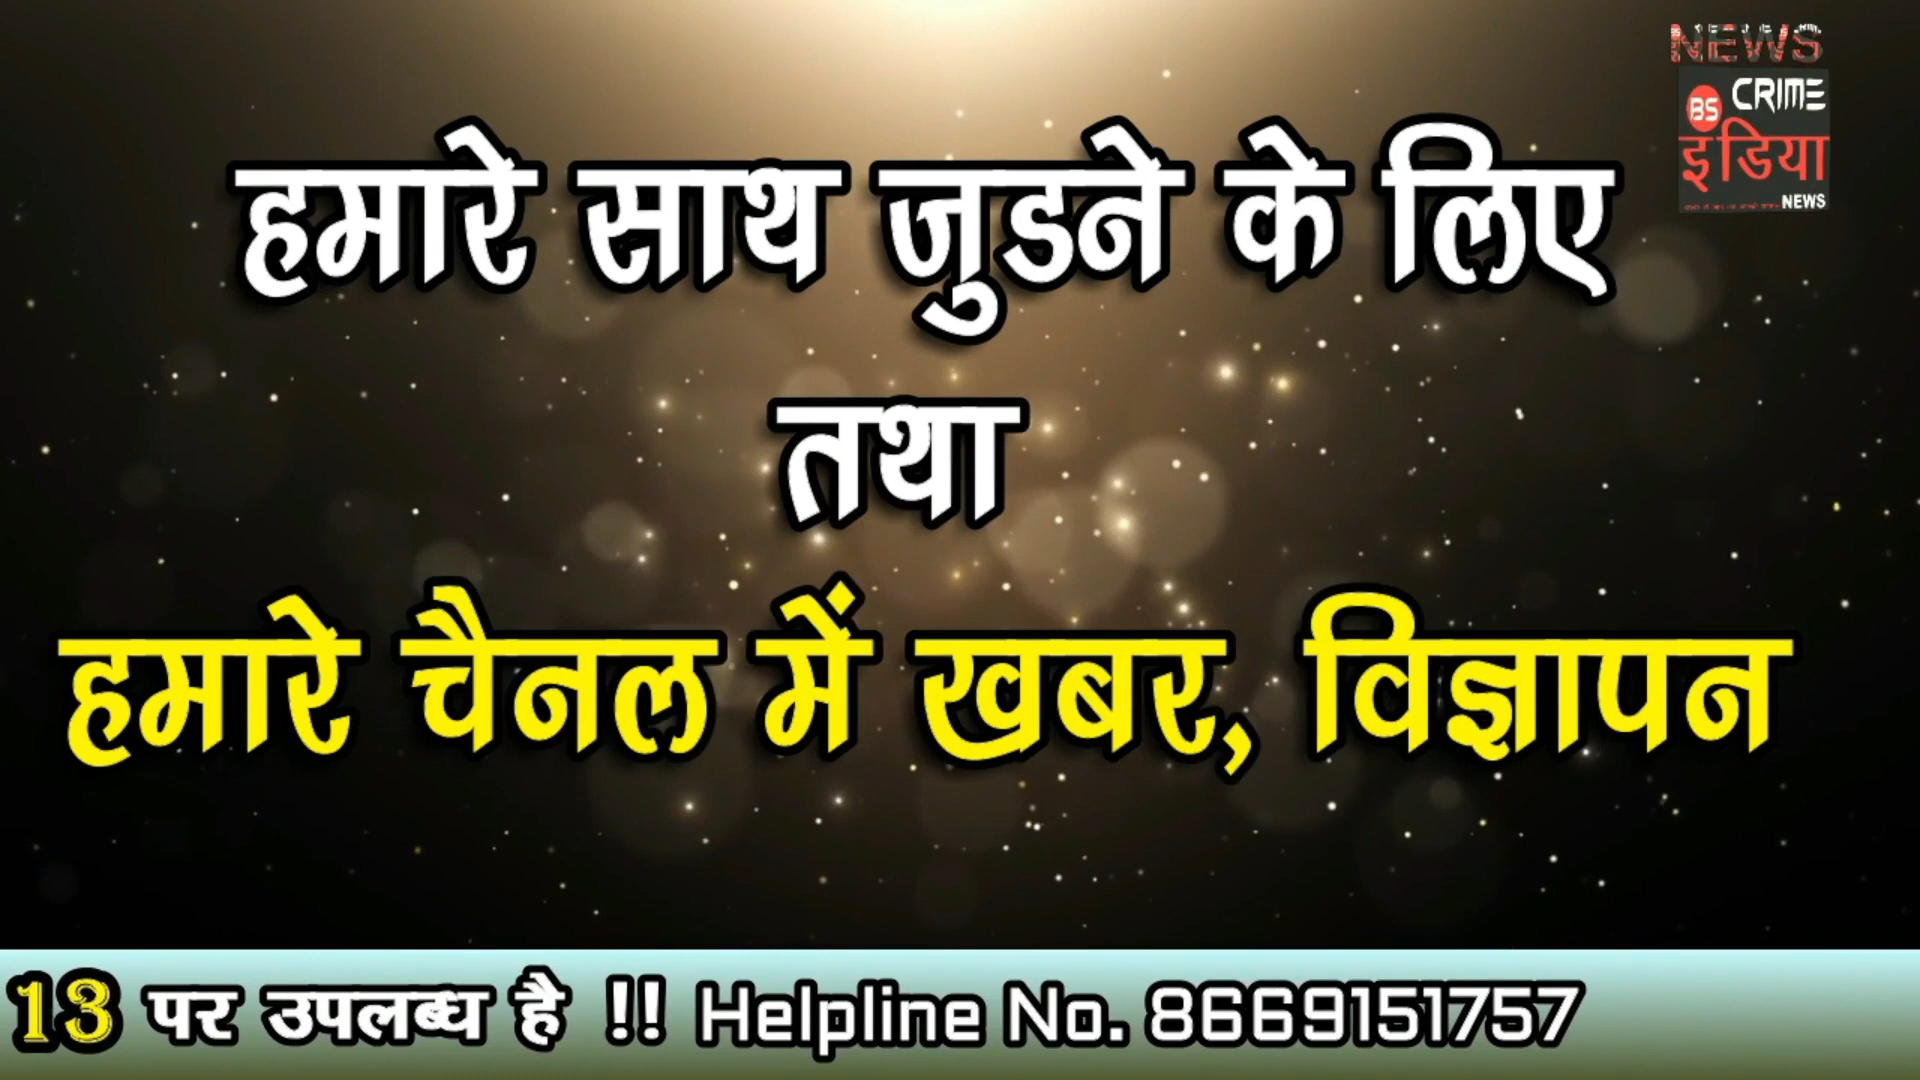 NEWS
BS CRIME
इंडिया
NEWS
हमारे साथ जुडने के लिए
तथा
हमारे चैनल में खबर, विज्ञापन
13 पर उपलब्ध है !! Helpline No. 8669151757